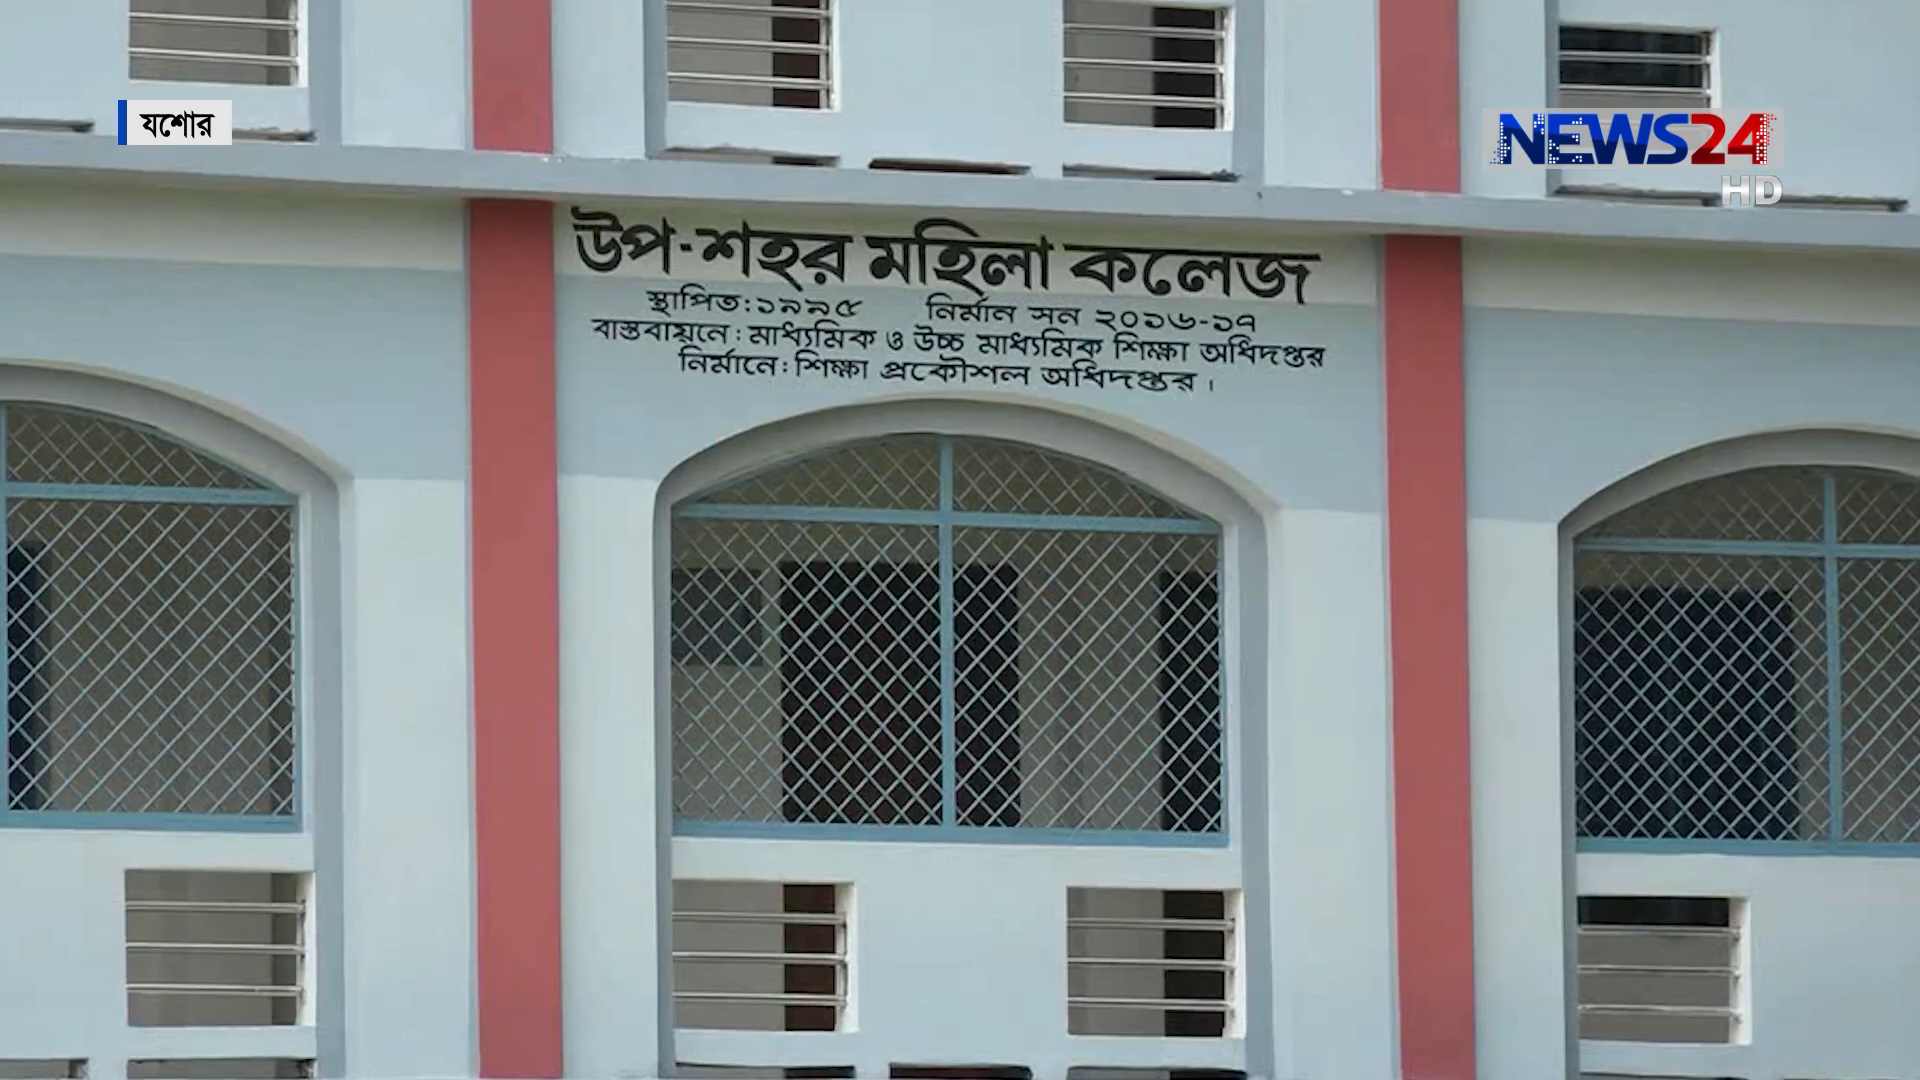 যশোর
NEWS24
HD
উপ-শহর মহিলা কলেজ
স্থাপিত:১৯৯৫ নির্মান সন ২০১৬-১৭
বাস্তবায়নে: মাধ্যমিক ও উচ্চ মাধ্যমিক শিক্ষা অধিদপ্তর
নির্মানে: শিক্ষা প্রকৌশল অধিদপ্তর।